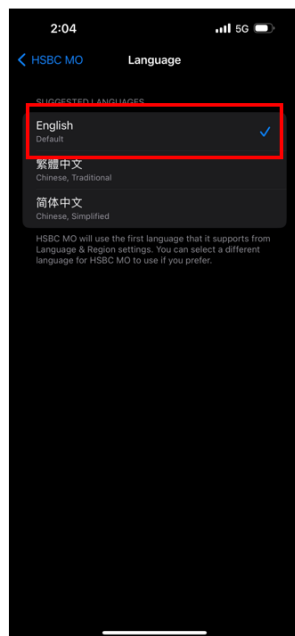 2:04 5G
HSBC MO Language
SUGGESTED LANGUAGES
English
Default
繁體中文
Chinese, Traditional
简体中文
Chinese, Simplified
HSBC MO will use the first language that it supports from
Language & Region settings. You can select a different
language for HSBC MO to use if you prefer.